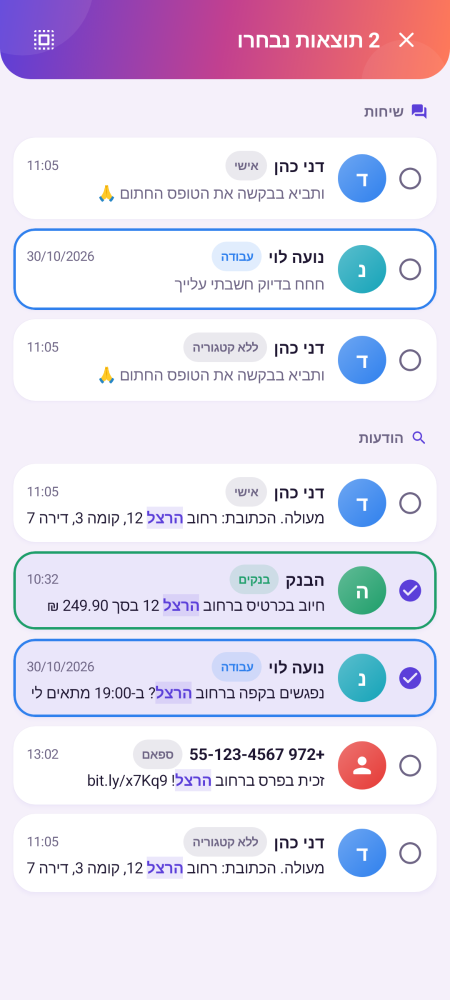 2 תוצאות נבחרו
שיחות
דני כהן אישי 11:05
ותביא בבקשה את הטופס החתום 🙏
נועה לוי עבודה 30/10/2026
חחח בדיוק חשבתי עלייך
דני כהן ללא קטגוריה 11:05
ותביא בבקשה את הטופס החתום 🙏
הודעות
דני כהן אישי 11:05
מעולה. הכתובת: רחוב הרצל 12, קומה 3, דירה 7
הבנק בנקים 10:32
חיוב בכרטיס ברחוב הרצל 12 בסך 249.90 ₪
נועה לוי עבודה 30/10/2026
נפגשים בקפה ברחוב הרצל? ב-19:00 מתאים לי
55-123-4567 972+ ספאם 13:02
זכית בפרס ברחוב הרצל! bit.ly/x7Kq9
דני כהן ללא קטגוריה 11:05
מעולה. הכתובת: רחוב הרצל 12, קומה 3, דירה 7